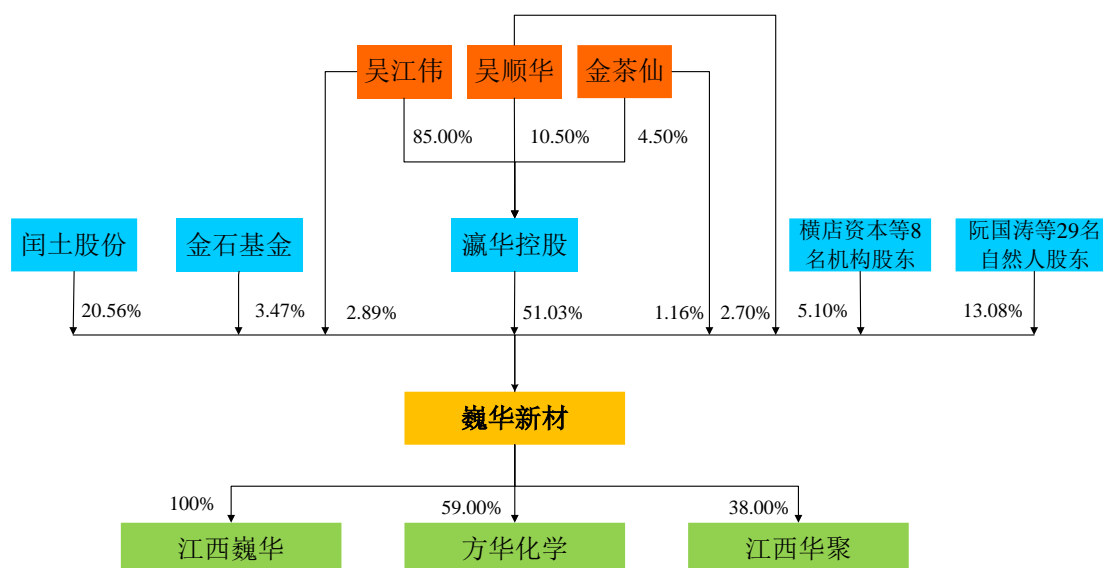 吴江伟
吴顺华
金茶仙
85.00%
10.50%
4.50%
闰土股份
金石基金
瀛华控股
横店资本等8
名机构股东
阮国涛等29名
自然人股东
20.56%
3.47%
2.89%
51.03%
1.16%
2.70%
5.10%
13.08%
巍华新材
100%
59.00%
38.00%
江西巍华
方华化学
江西华聚